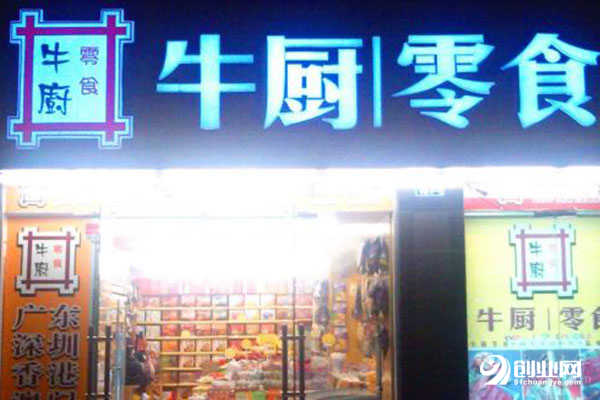 牛厨
零食
牛厨|零食
牛厨
零食
广东
深圳
香港
牛厨
零食
牛厨|零食
创业网
91chuangye.com